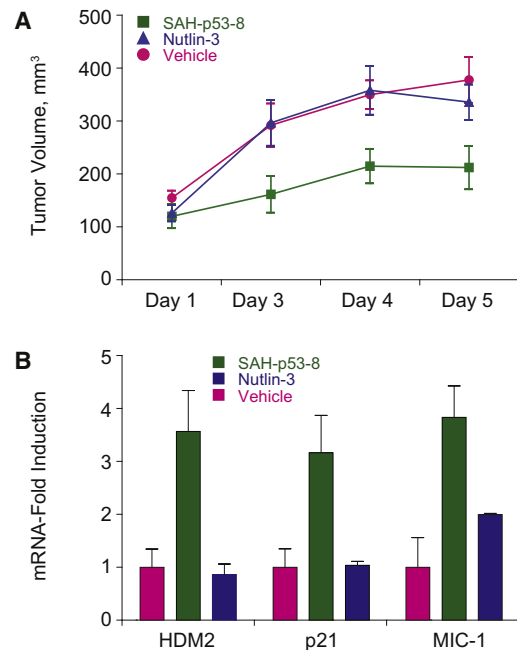 A
SAH-p53-8
Nutlin-3
Vehicle
Tumor Volume, mm³
500
400
300
200
100
0
Day 1 Day 3 Day 4 Day 5
B
SAH-p53-8
Nutlin-3
Vehicle
mRNA-Fold Induction
5
4
3
2
1
0
HDM2 p21 MIC-1